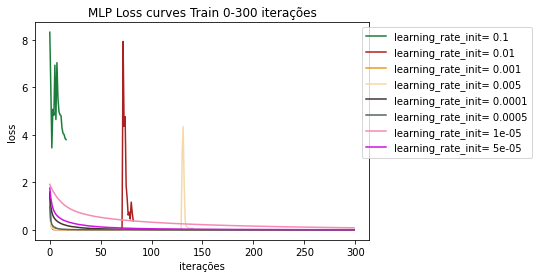 MLP Loss curves Train 0-300 iterações
loss
8
6
4
2
0
0
50
100
150
200
250
300
iterações
learning_rate_init= 0.1
learning_rate_init= 0.01
learning_rate_init= 0.001
learning_rate_init= 0.005
learning_rate_init= 0.0001
learning_rate_init= 0.0005
learning_rate_init= 1e-05
learning_rate_init= 5e-05